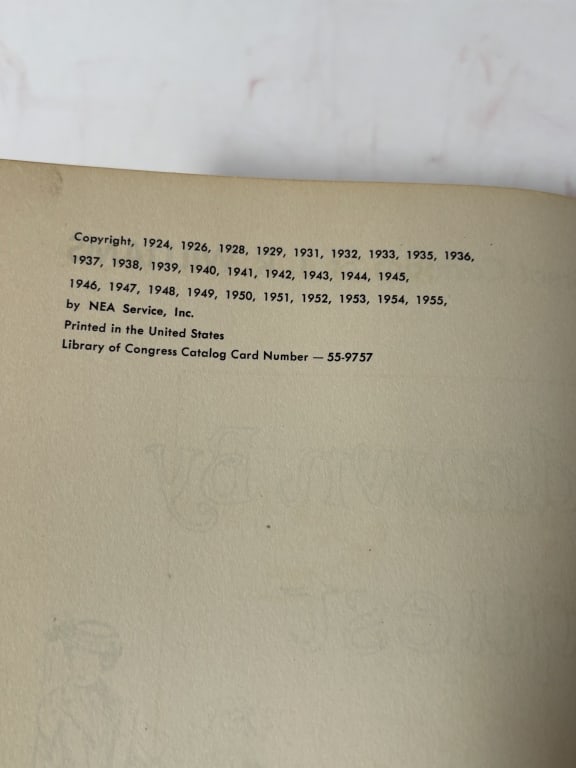 Copyright, 1924, 1926, 1928, 1929, 1931, 1932, 1933, 1935, 1936,
1937, 1938, 1939, 1940, 1941, 1942, 1943, 1944, 1945,
1946, 1947, 1948, 1949, 1950, 1951, 1952, 1953, 1954, 1955,
by NEA Service, Inc.
Printed in the United States
Library of Congress Catalog Card Number — 55-9757